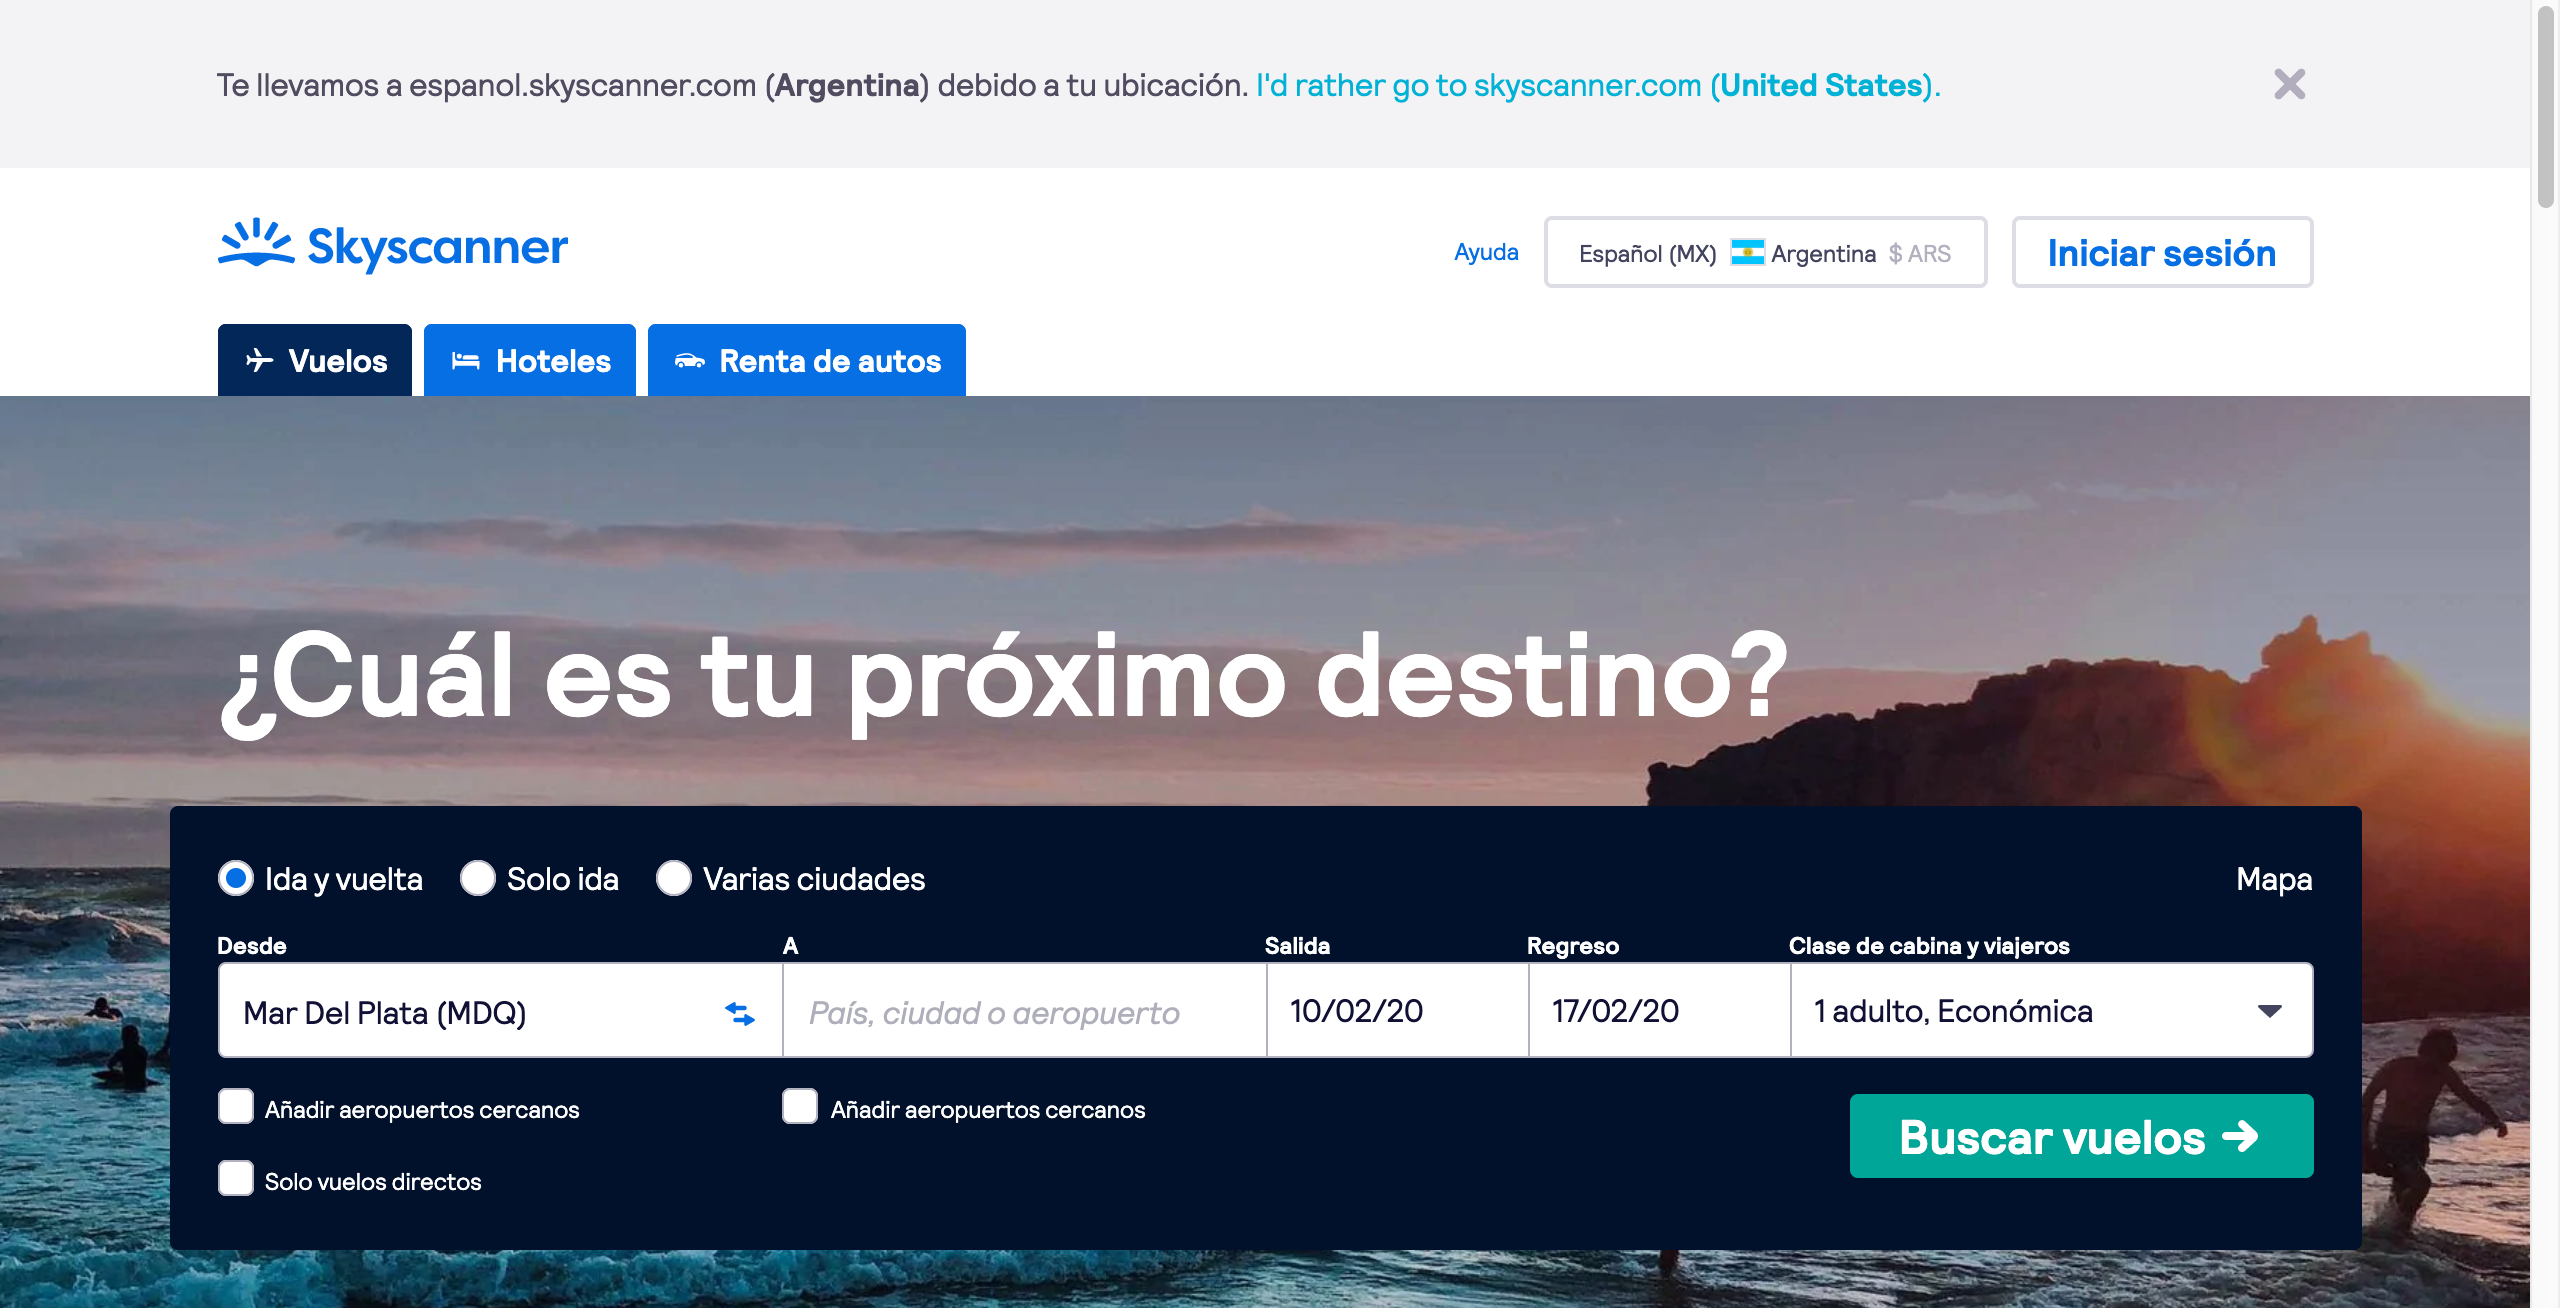 Te llevamos a espanol.skyscanner.com (Argentina) debido a tu ubicación. I'd rather go to skyscanner.com (United States).
Skyscanner
Ayuda
Español (MX) Argentina $ ARS
Iniciar sesión
Vuelos
Hoteles
Renta de autos
¿Cuál es tu próximo destino?
Ida y vuelta
Solo ida
Varias ciudades
Mapa
Desde
A
Salida
Regreso
Clase de cabina y viajeros
Mar Del Plata (MDQ)
País, ciudad o aeropuerto
10/02/20
17/02/20
1 adulto, Económica
Añadir aeropuertos cercanos
Añadir aeropuertos cercanos
Buscar vuelos
Solo vuelos directos